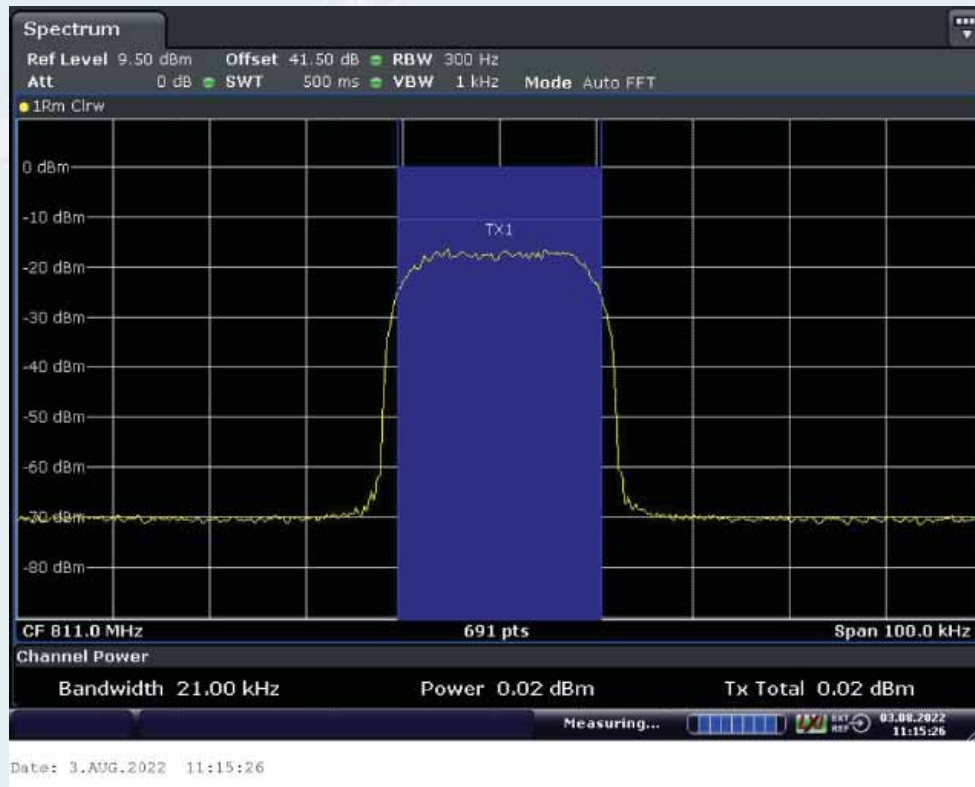 Spectrum
Ref Level 9.50 dBm Offset 41.50 dB RBW 300 Hz
Att 0 dB SWT 500 ms VBW 1 kHz Mode Auto FFT
1Rm Clrw
0 dBm
-10 dBm
TX1
-20 dBm
-30 dBm
-40 dBm
-50 dBm
-60 dBm
-70 dBm
-80 dBm
CF 811.0 MHz 691 pts Span 100.0 kHz
Channel Power
Bandwidth 21.00 kHz Power 0.02 dBm Tx Total 0.02 dBm
Measuring... EXT REF 03.08.2022
11:15:26
Date: 3.AUG.2022 11:15:26